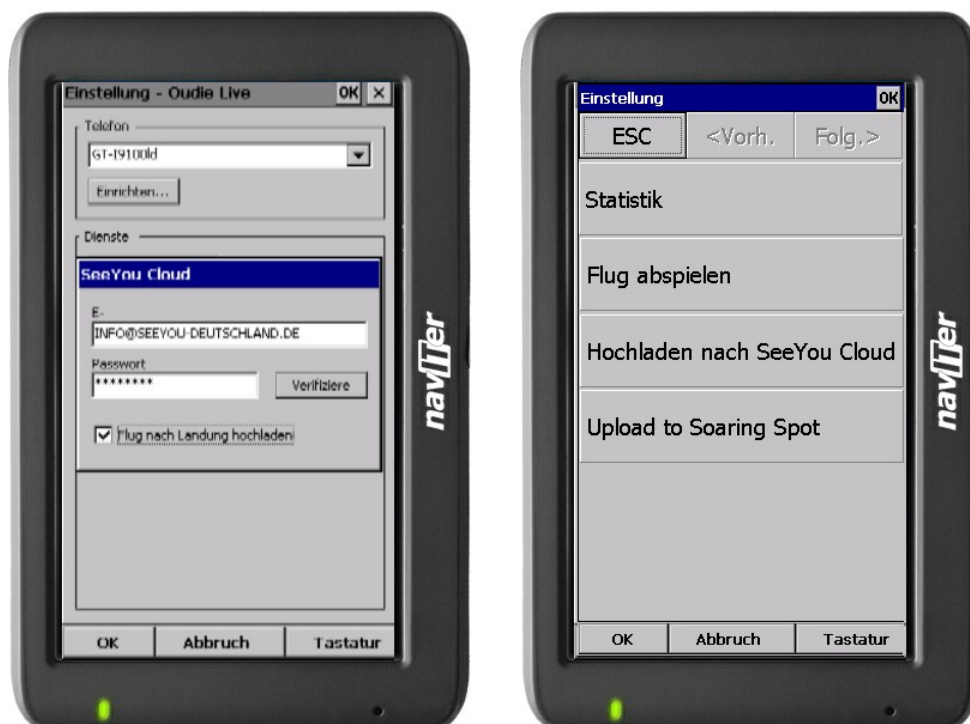 Einstellung - Oudie Live
OK
Telefon
GT-I9100ld
Einrichten...
Dienste
SeeYou Cloud
E-
INFO@SEEYOU-DEUTSCHLAND.DE
Passwort
********
Verifiziere
Flug nach Landung hochladen
OK Abbruch Tastatur
naviter
Einstellung OK
ESC <Vorh. Folg.>
Statistik
Flug abspielen
Hochladen nach SeeYou Cloud
Upload to Soaring Spot
OK Abbruch Tastatur
naviter